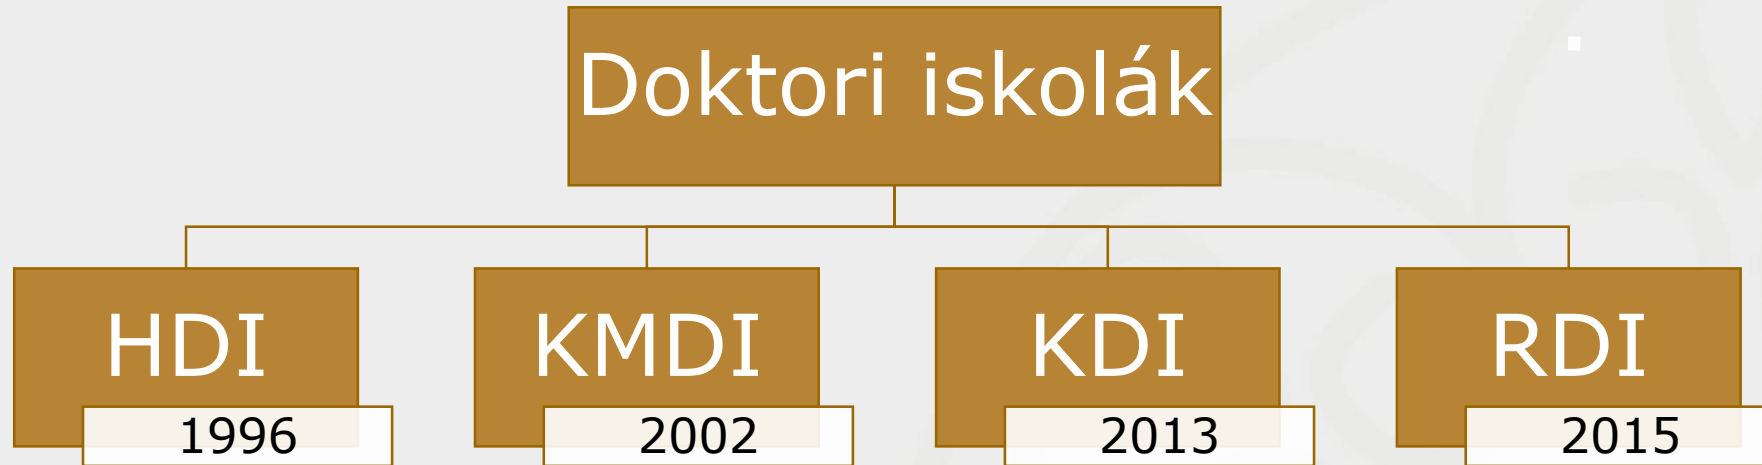 Doktori iskolák
HDI
1996
KMDI
2002
KDI
2013
RDI
2015